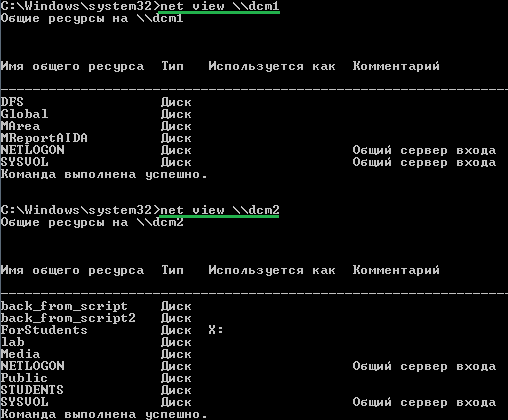 C:\Windows\system32>net view \\dcm1
Общие ресурсы на \\dcm1
Имя общего ресурса  Тип   Используется как  Комментарий
-------------------------------------------------------------------------------
DFS                 Диск
Global              Диск
MArea               Диск
MReportAIDA         Диск
NETLOGON            Диск                    Общий сервер входа
SYSVOL              Диск                    Общий сервер входа
Команда выполнена успешно.
C:\Windows\system32>net view \\dcm2
Общие ресурсы на \\dcm2
Имя общего ресурса  Тип   Используется как  Комментарий
-------------------------------------------------------------------------------
back_from_script    Диск
back_from_script2   Диск
ForStudents         Диск  X:
lab                 Диск
Media               Диск
NETLOGON            Диск                    Общий сервер входа
Public              Диск
STUDENTS            Диск
SYSVOL              Диск                    Общий сервер входа
Команда выполнена успешно.